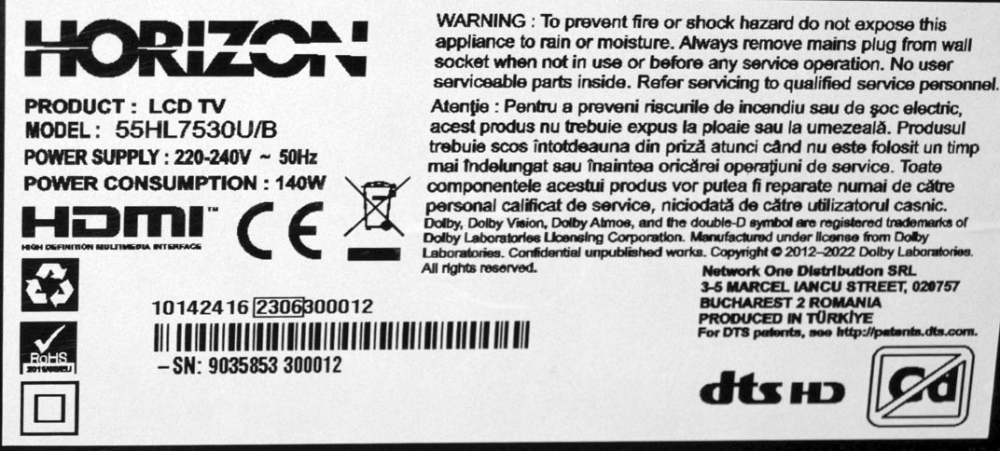 HORIZON
PRODUCT : LCD TV
MODEL : 55HL7530U/B
POWER SUPPLY : 220-240V ~ 50Hz
POWER CONSUMPTION : 140W
HDMI™
HIGH DEFINITION MULTIMEDIA INTERFACE
CE
RoHS
2011/65/EU
10142416 2306300012
-SN: 9035853 300012
WARNING : To prevent fire or shock hazard do not expose this
appliance to rain or moisture. Always remove mains plug from wall
socket when not in use or before any service operation. No user
serviceable parts inside. Refer servicing to qualified service personnel.
Atenţie : Pentru a preveni riscurile de incendiu sau de şoc electric,
acest produs nu trebuie expus la ploaie sau la umezeală. Produsul
trebuie scos întotdeauna din priză atunci când nu este folosit un timp
mai îndelungat sau înaintea oricărei operaţiuni de service. Toate
componentele acestui produs vor putea fi reparate numai de către
personal calificat de service, niciodată de către utilizatorul casnic.
Dolby, Dolby Vision, Dolby Atmos, and the double-D symbol are registered trademarks of
Dolby Laboratories Licensing Corporation. Manufactured under license from Dolby
Laboratories. Confidential unpublished works. Copyright © 2012–2022 Dolby Laboratories.
All rights reserved.
Network One Distribution SRL
3-5 MARCEL IANCU STREET, 020757
BUCHAREST 2 ROMANIA
PRODUCED IN TÜRKİYE
For DTS patents, see http://patents.dts.com.
dts HD
Cd